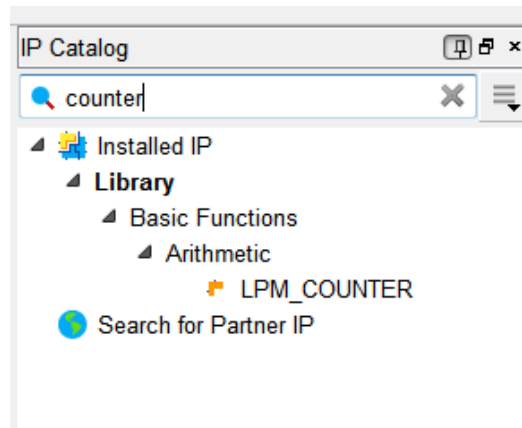 IP Catalog
counter
Installed IP
Library
Basic Functions
Arithmetic
LPM_COUNTER
Search for Partner IP